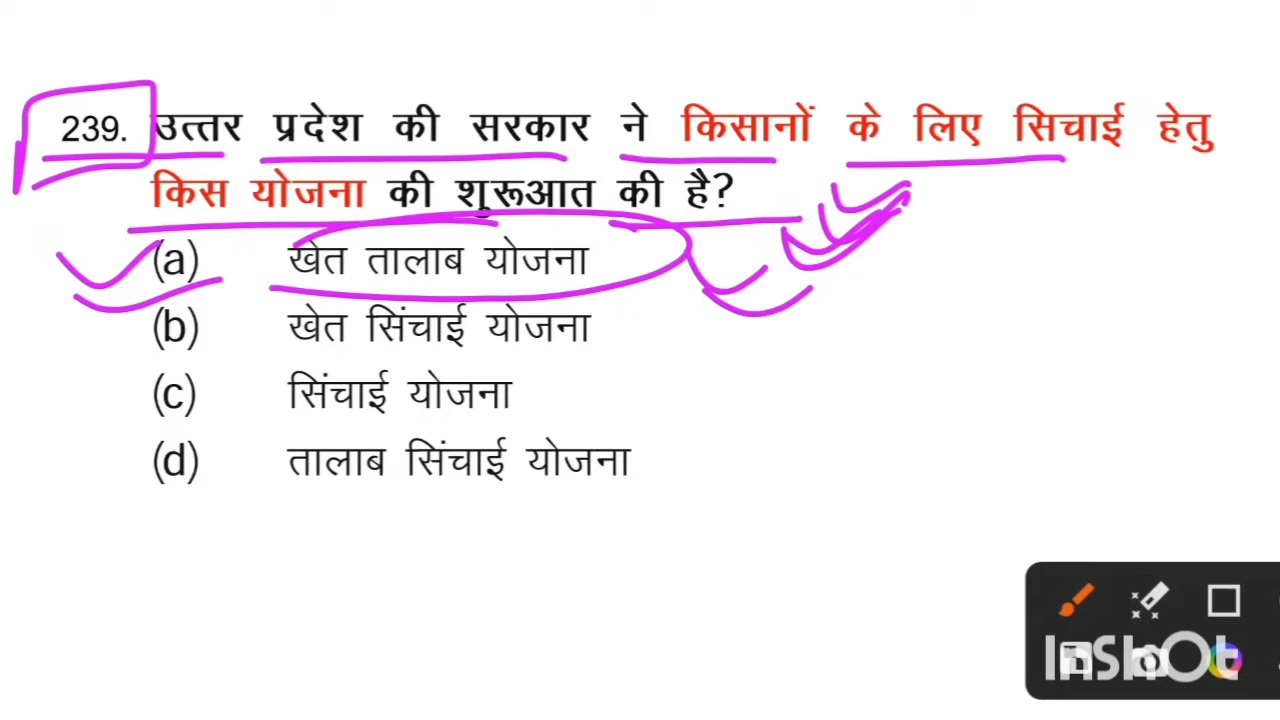 239. उत्तर प्रदेश की सरकार ने किसानों के लिए सिचाई हेतु
किस योजना की शुरूआत की है?
(a) खेत तालाब योजना
(b) खेत सिंचाई योजना
(c) सिंचाई योजना
(d) तालाब सिंचाई योजना
InShOt